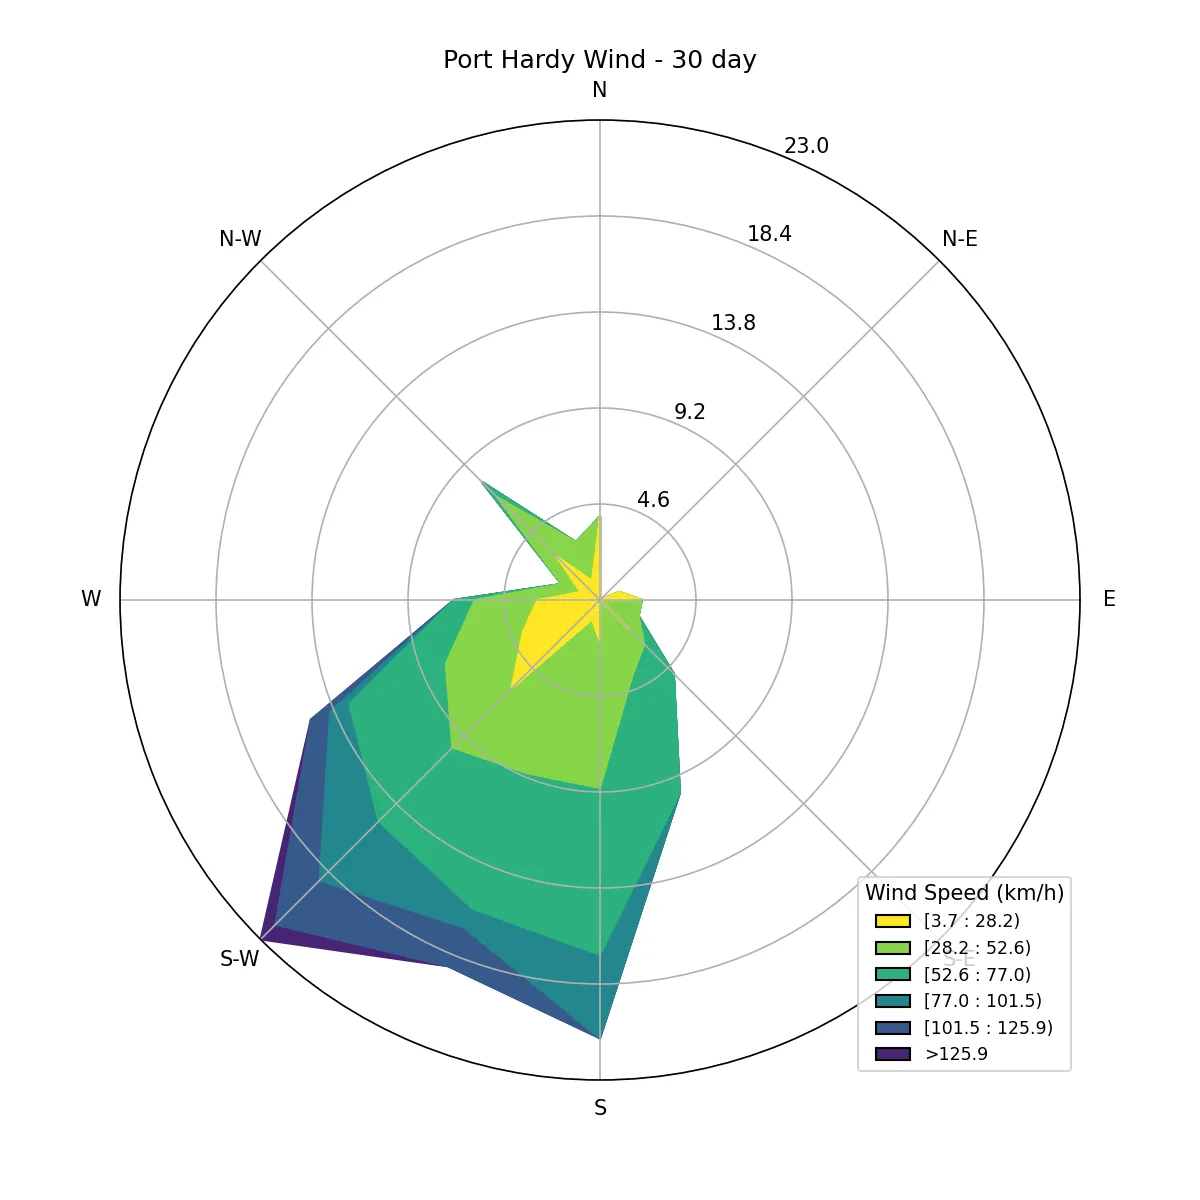 Port Hardy Wind - 30 day
N
23.0
N-W
18.4
N-E
13.8
9.2
4.6
W
E
S-W
S-E
Wind Speed (km/h)
[3.7 : 28.2)
[28.2 : 52.6)
[52.6 : 77.0)
[77.0 : 101.5)
[101.5 : 125.9)
>125.9
S